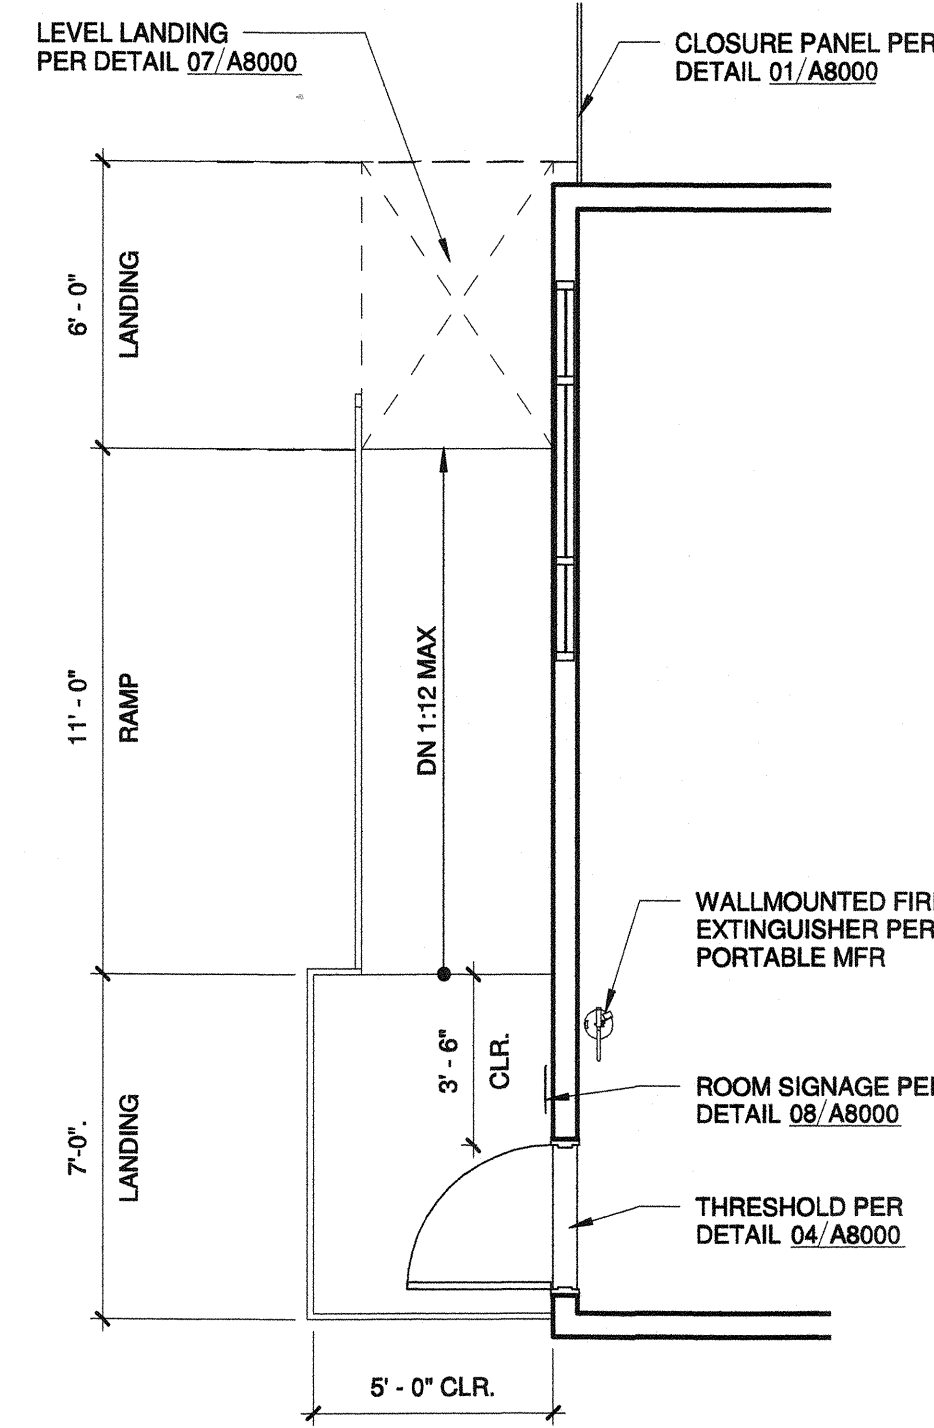 LEVEL LANDING
PER DETAIL 07/A8000
CLOSURE PANEL PER
DETAIL 01/A8000
6' - 0"
LANDING
11' - 0"
RAMP
DN 1:12 MAX
WALLMOUNTED FIR
EXTINGUISHER PER
PORTABLE MFR
3' - 6"
CLR.
ROOM SIGNAGE PE
DETAIL 08/A8000
7'-0".
LANDING
THRESHOLD PER
DETAIL 04/A8000
5' - 0" CLR.